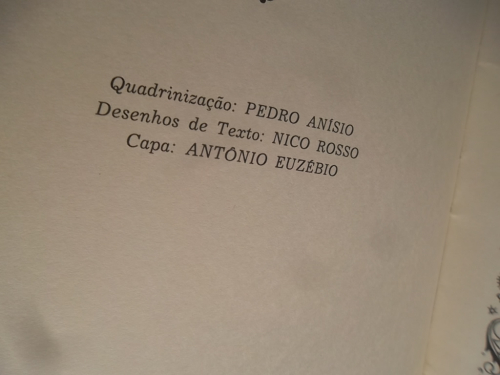 Quadrinização: PEDRO ANÍSIO
Desenhos de Texto: NICO ROSSO
Capa: ANTÔNIO EUZÉBIO